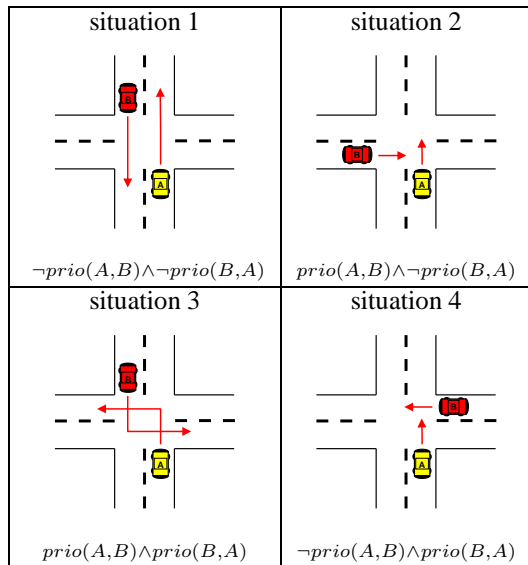 situation 1
situation 2
B
A
B
A
¬prio(A,B)∧¬prio(B,A)
prio(A,B)∧¬prio(B,A)
situation 3
situation 4
B
A
B
A
prio(A,B)∧prio(B,A)
¬prio(A,B)∧prio(B,A)